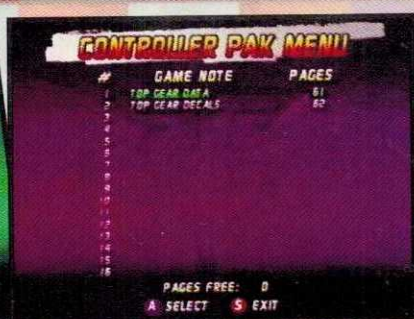 CONTROLLER PAK MENU
# GAME NOTE PAGES
1 TOP GEAR DATA 61
2 TOP GEAR DECALS 62
3
4
5
6
7
8
9
10
11
12
13
14
15
16
PAGES FREE: 0
A SELECT S EXIT